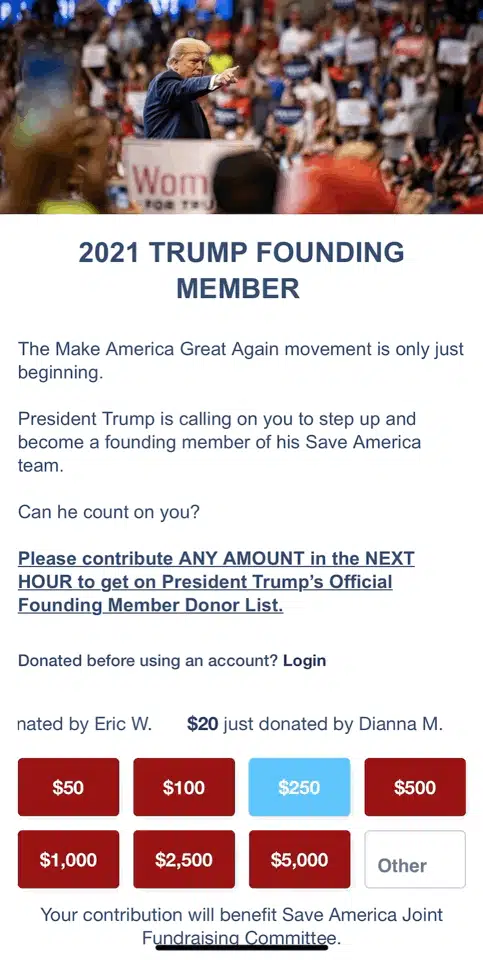 Wom
FOR TRU
2021 TRUMP FOUNDING
MEMBER
The Make America Great Again movement is only just
beginning.
President Trump is calling on you to step up and
become a founding member of his Save America
team.
Can he count on you?
Please contribute ANY AMOUNT in the NEXT
HOUR to get on President Trump’s Official
Founding Member Donor List.
Donated before using an account? Login
nated by Eric W. $20 just donated by Dianna M.
$50 $100 $250 $500
$1,000 $2,500 $5,000 Other
Your contribution will benefit Save America Joint
Fundraising Committee.